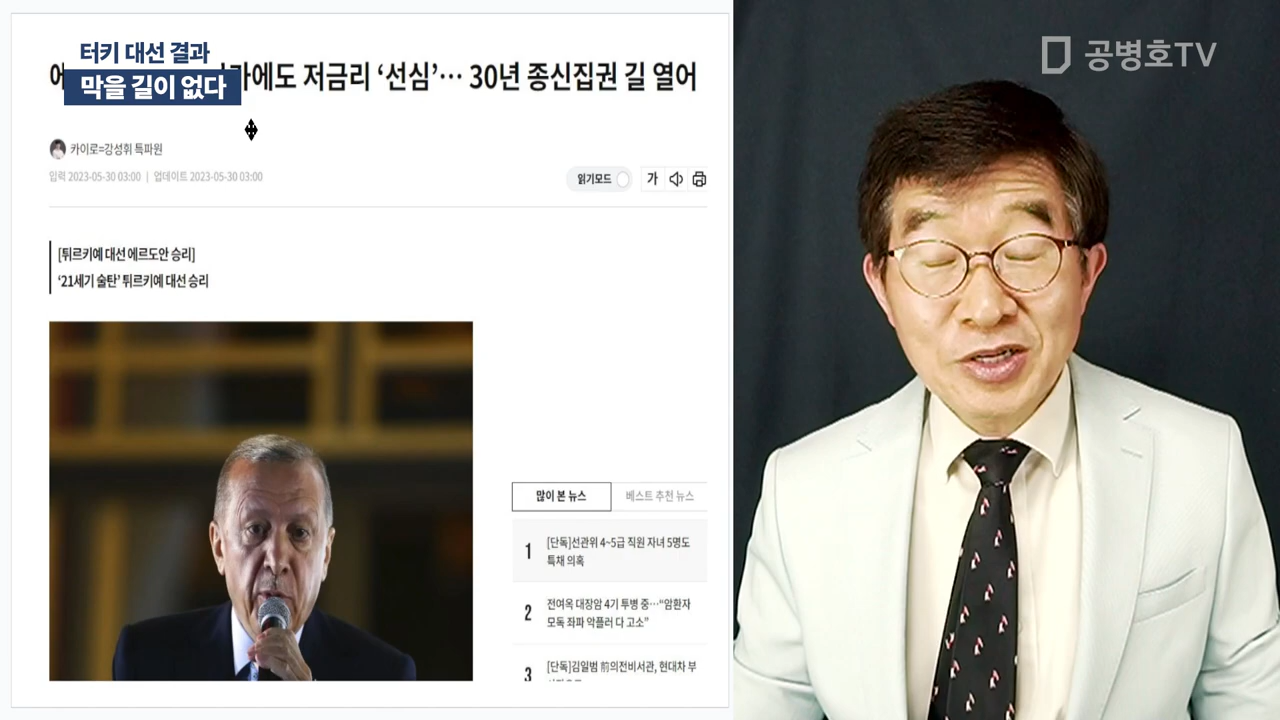 터키 대선 결과
막을 길이 없다
에도 저금리 ‘선심’… 30년 종신집권 길 열어
공병호TV
카이로=강성휘 특파원
입력 2023-05-30 03:00 | 업데이트 2023-05-30 03:00
읽기모드
가
[튀르키예 대선 에르도안 승리]
‘21세기 술탄’ 튀르키예 대선 승리
많이 본 뉴스
베스트 추천 뉴스
1
[단독]선관위 4~5급 직원 자녀 5명도
특채 의혹
2
전여옥 대장암 4기 투병 중…“암환자
모독 좌파 악플러 다 고소”
3
[단독]김일범 前의전비서관, 현대차 부